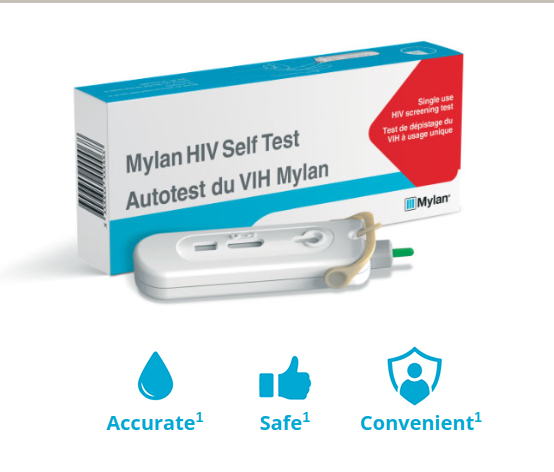 Mylan HIV Self Test
Autotest du VIH Mylan
Single use
HIV screening test
Test de dépistage du
VIH à usage unique
Mylan®
Accurate1
Safe1
Convenient1